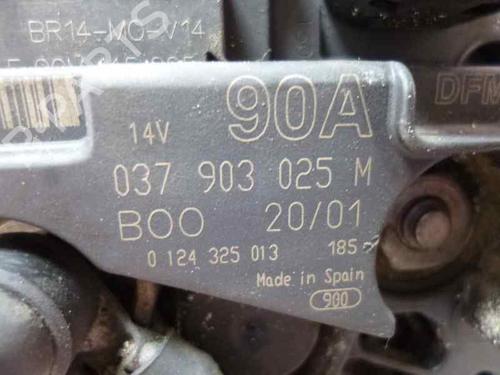 BR14-MO-V14
90A
DFM
14V
037 903 025 M
BOO 20/01
0 124 325 013 185
Made in Spain
900